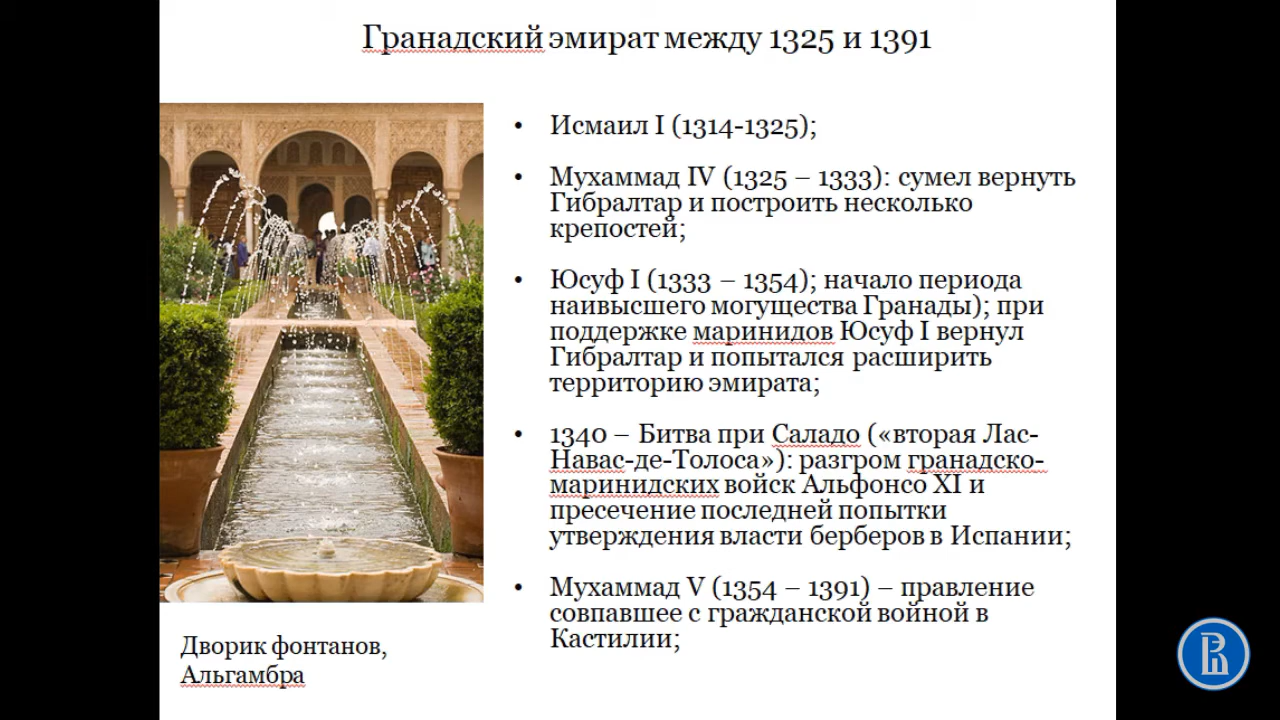 Гранадский эмират между 1325 и 1391
• Исмаил I (1314-1325);
• Мухаммад IV (1325 – 1333): сумел вернуть
Гибралтар и построить несколько
крепостей;
• Юсуф I (1333 – 1354); начало периода
наивысшего могущества Гранады); при
поддержке маринидов Юсуф I вернул
Гибралтар и попытался расширить
территорию эмирата;
• 1340 – Битва при Саладо («вторая Лас-
Навас-де-Толоса»): разгром гранадско-
маринидских войск Альфонсо XI и
пресечение последней попытки
утверждения власти берберов в Испании;
• Мухаммад V (1354 – 1391) – правление
совпавшее с гражданской войной в
Кастилии;
Дворик фонтанов,
Альгамбра